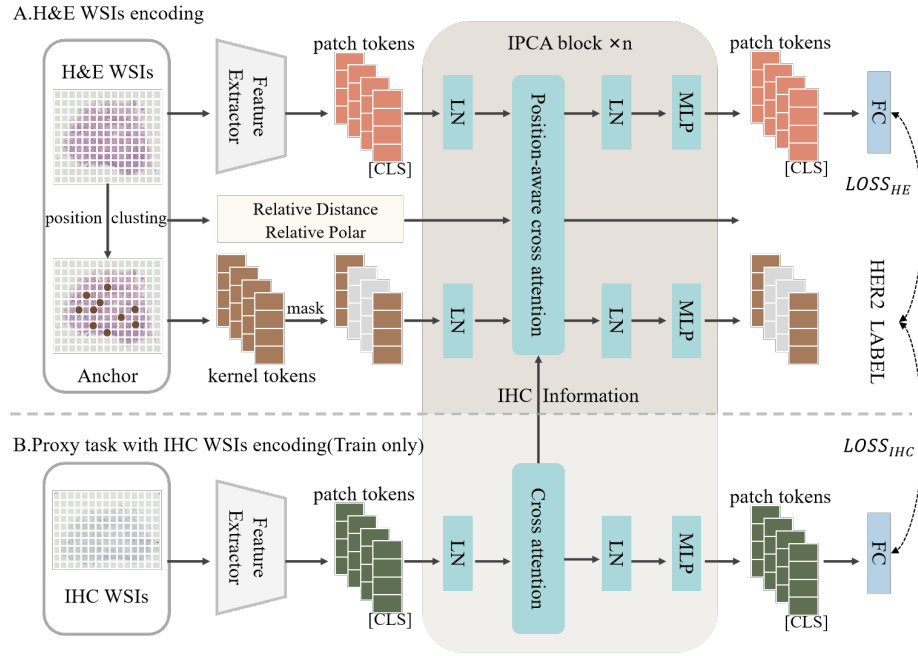 A.H&E WSIs encoding
H&E WSIs
position clusting
Anchor
Feature
Extractor
patch tokens
[CLS]
Relative Distance
Relative Polar
kernel tokens
mask
IPCA block ×n
LN
LN
Position-aware cross attention
LN
LN
MLP
MLP
IHC Information
patch tokens
[CLS]
FC
LOSS_HE
HER2
LABEL
B.Proxy task with IHC WSIs encoding(Train only)
IHC WSIs
Feature
Extractor
patch tokens
[CLS]
LN
Cross attention
LN
MLP
patch tokens
[CLS]
FC
LOSS_IHC